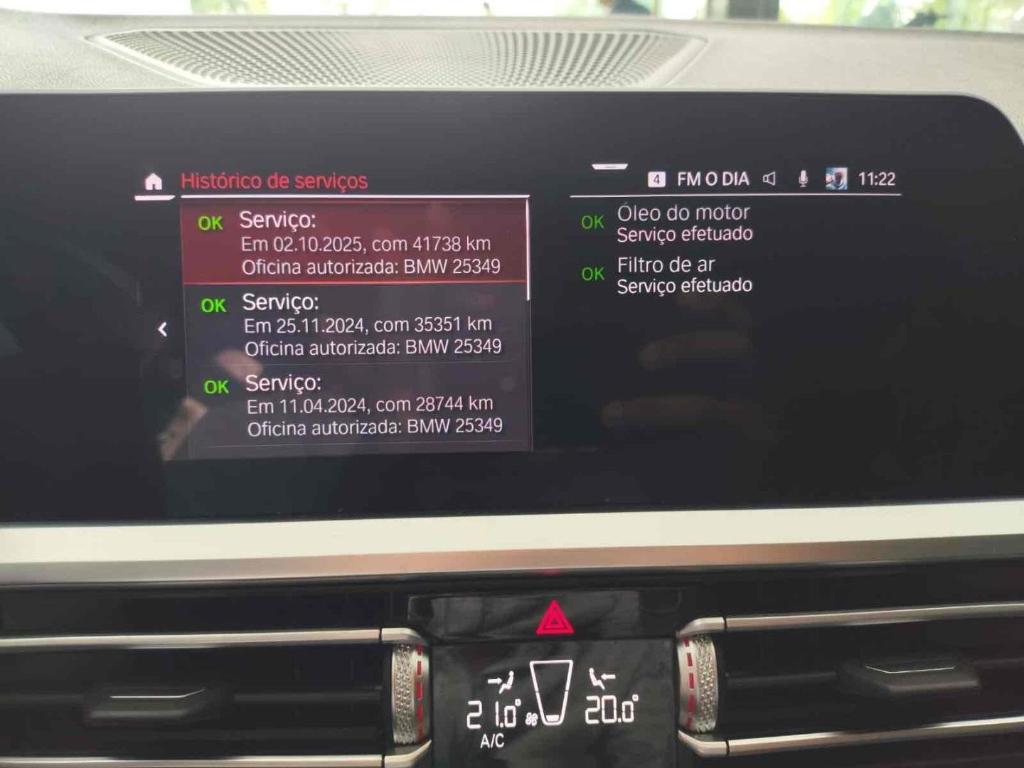 Histórico de serviços
4 FM O DIA 11:22
OK Serviço:
Em 02.10.2025, com 41738 km
Oficina autorizada: BMW 25349
OK Serviço:
Em 25.11.2024, com 35351 km
Oficina autorizada: BMW 25349
OK Serviço:
Em 11.04.2024, com 28744 km
Oficina autorizada: BMW 25349
OK Óleo do motor
Serviço efetuado
OK Filtro de ar
Serviço efetuado
21.0° 20.0°
A/C